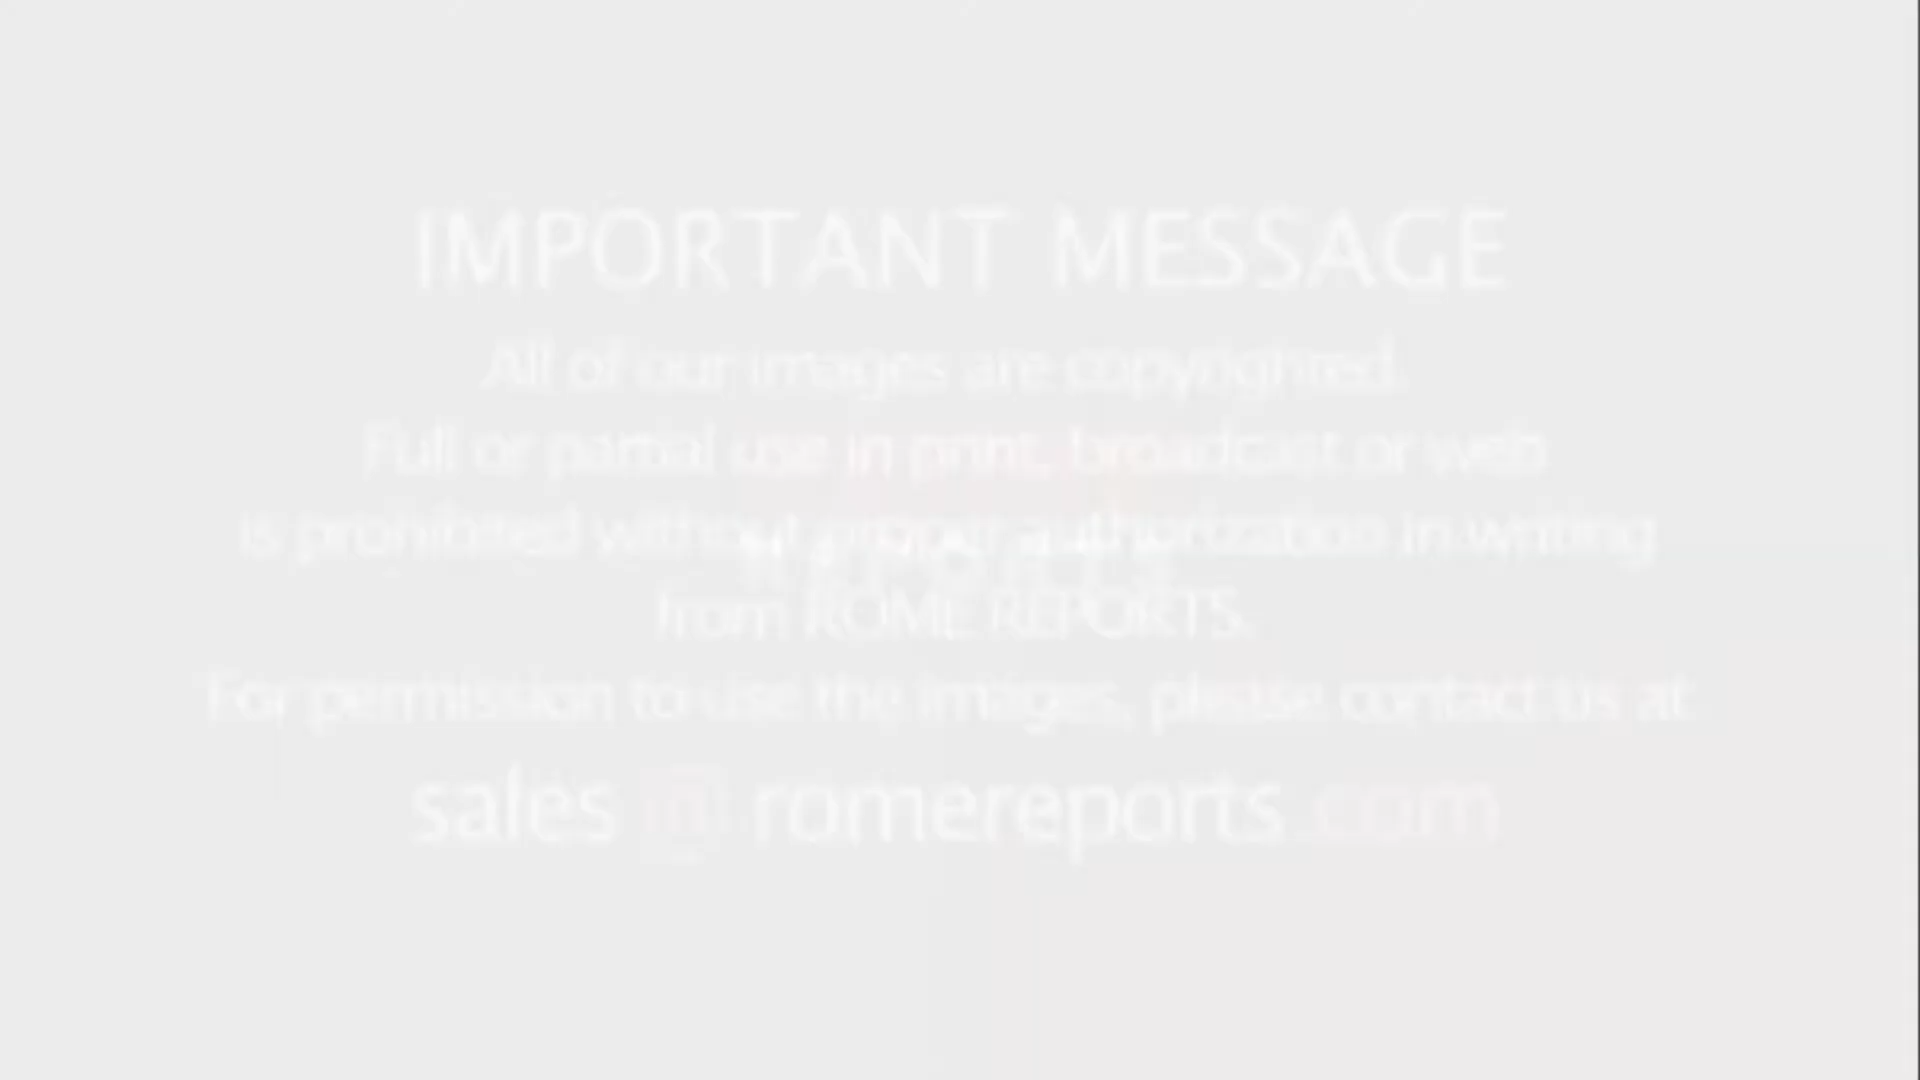 IMPORTANT MESSAGE
All of our images are copyrighted.
Full or partial use in print, broadcast or web
is prohibited without proper authorization in writing
from ROME REPORTS.
For permission to use the images, please contact us at
sales @ romereports.com